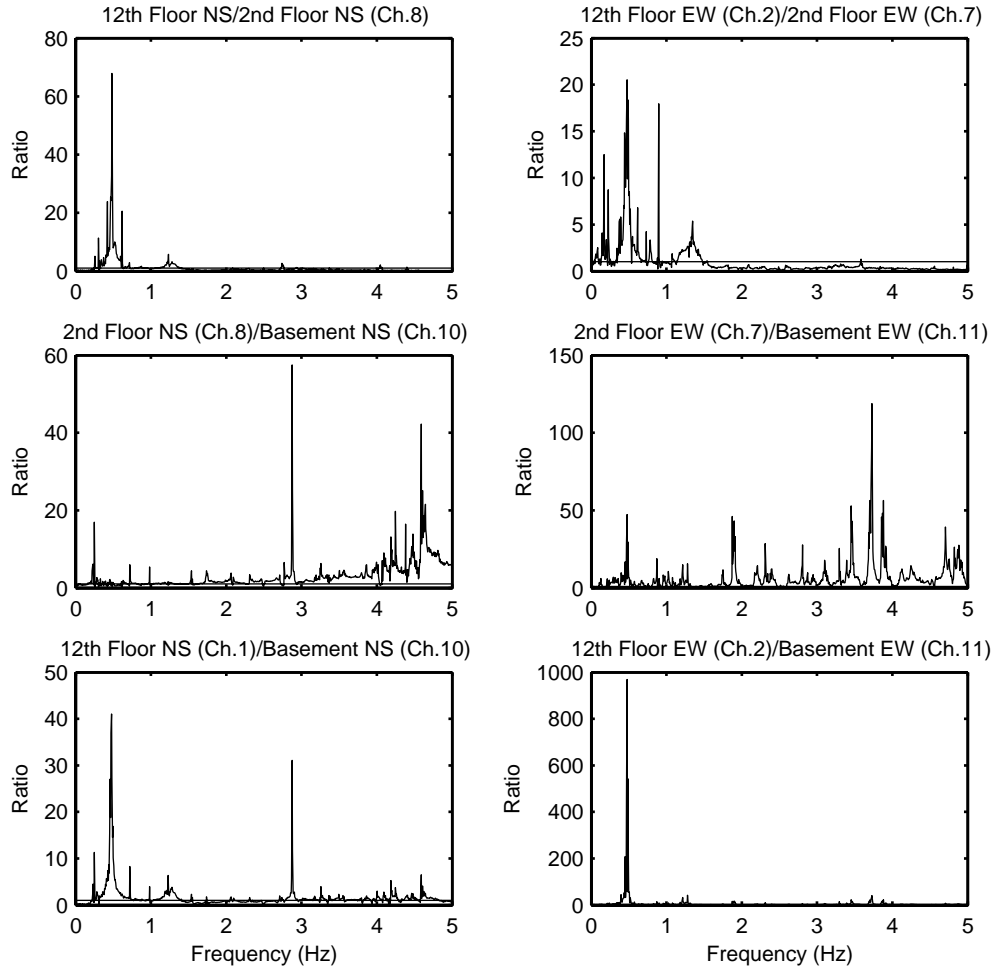 12th Floor NS/2nd Floor NS (Ch.8)
80
60
40
20
0
Ratio
0 1 2 3 4 5
12th Floor EW (Ch.2)/2nd Floor EW (Ch.7)
25
20
15
10
5
0
Ratio
0 1 2 3 4 5
2nd Floor NS (Ch.8)/Basement NS (Ch.10)
60
40
20
0
Ratio
0 1 2 3 4 5
2nd Floor EW (Ch.7)/Basement EW (Ch.11)
150
100
50
0
Ratio
0 1 2 3 4 5
12th Floor NS (Ch.1)/Basement NS (Ch.10)
50
40
30
20
10
0
Ratio
0 1 2 3 4 5
Frequency (Hz)
12th Floor EW (Ch.2)/Basement EW (Ch.11)
1000
800
600
400
200
0
Ratio
0 1 2 3 4 5
Frequency (Hz)